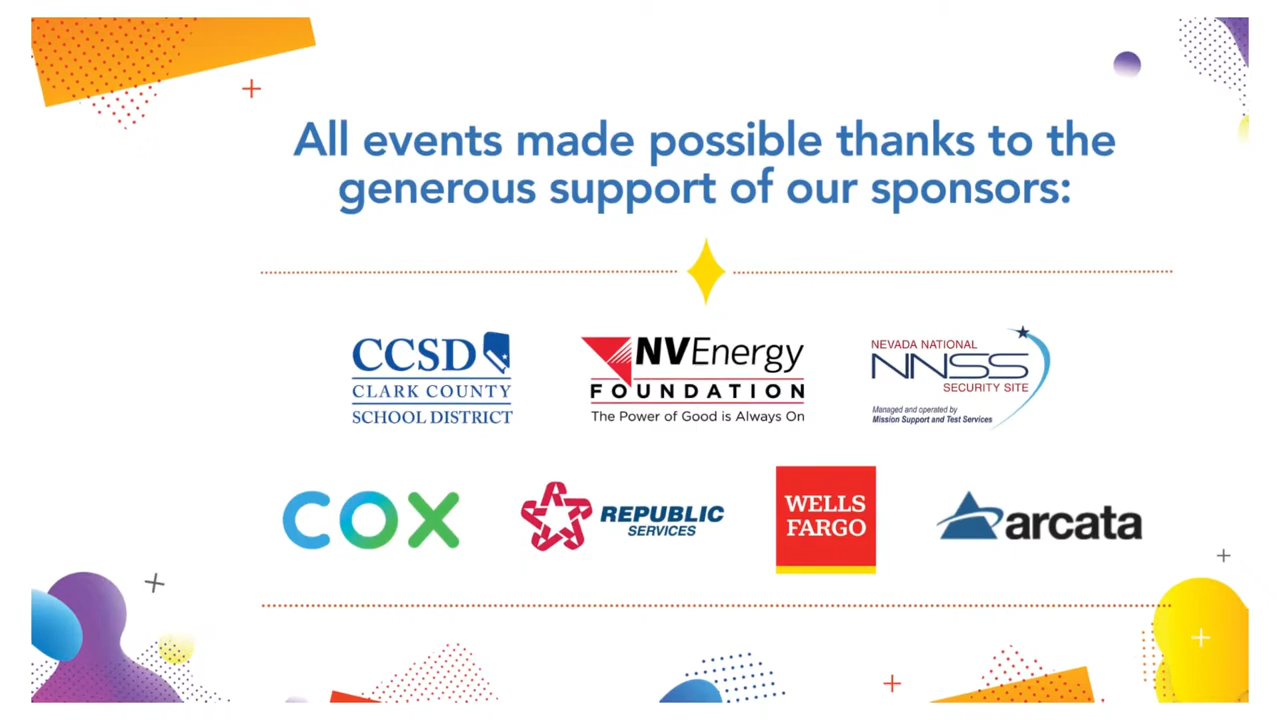 All events made possible thanks to the
generous support of our sponsors:
CCSD
CLARK COUNTY
SCHOOL DISTRICT
NVEnergy
FOUNDATION
The Power of Good is Always On
NEVADA NATIONAL
NNSS
SECURITY SITE
Managed and operated by
Mission Support and Test Services
COX
REPUBLIC
SERVICES
WELLS
FARGO
arcata